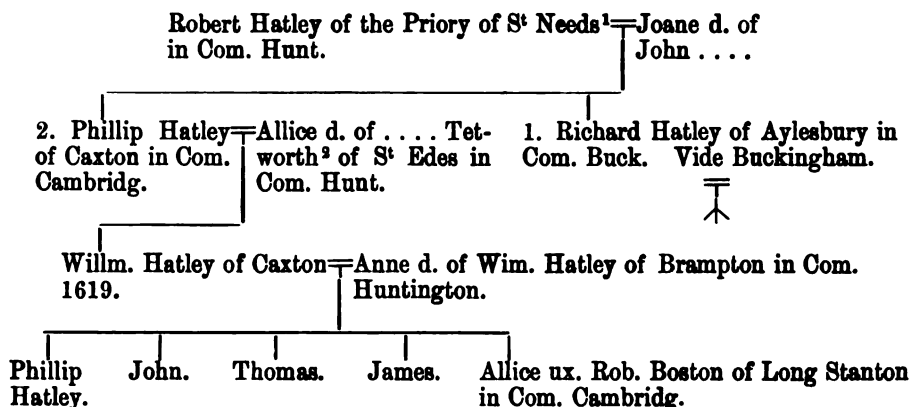 Robert Hatley of the Priory of Sᵗ Needs¹ Joane d. of
in Com. Hunt. John . . . .
2. Phillip Hatley Allice d. of . . . . Tet- 1. Richard Hatley of Aylesbury in
of Caxton in Com. worth² of Sᵗ Edes in Com. Buck. Vide Buckingham.
Cambridg. Com. Hunt.
Willm. Hatley of Caxton Anne d. of Wim. Hatley of Brampton in Com.
1619. Huntington.
Phillip John. Thomas. James. Allice ux. Rob. Boston of Long Stanton
Hatley. in Com. Cambridg.